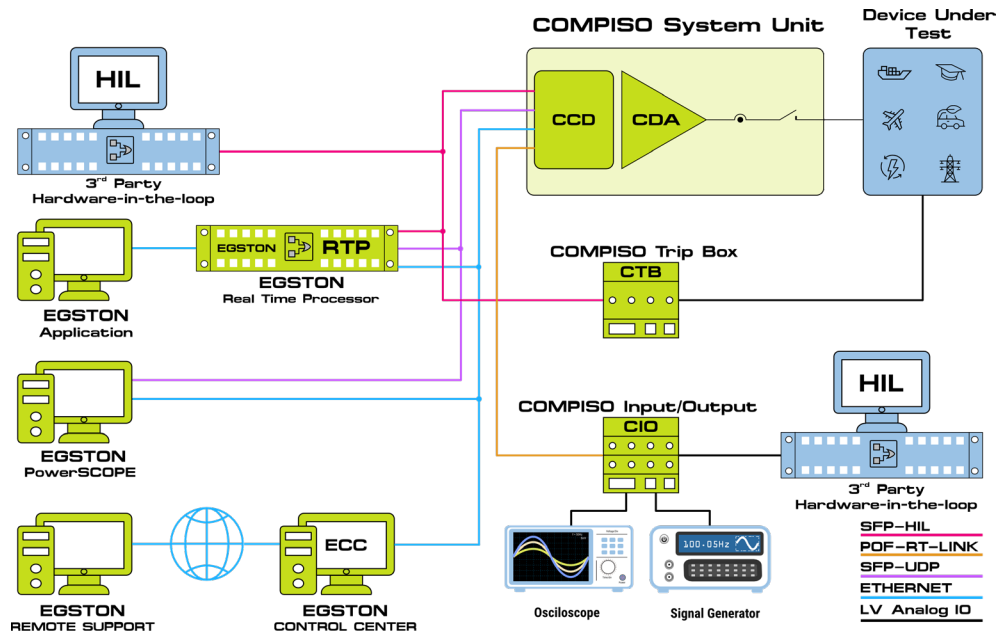 COMPISO System Unit
Device Under
Test
HIL
CCD
CDA
3rd Party
Hardware-in-the-loop
EGSTON
RTP
COMPISO Trip Box
CTB
EGSTON
Real Time Processor
EGSTON
Application
HIL
COMPISO Input/Output
CIO
EGSTON
PowerSCOPE
3rd Party
Hardware-in-the-loop
SFP-HIL
POF-RT-LINK
SFP-UDP
ETHERNET
LV Analog IO
ECC
100.05Hz
EGSTON
REMOTE SUPPORT
EGSTON
CONTROL CENTER
Osciloscope
Signal Generator